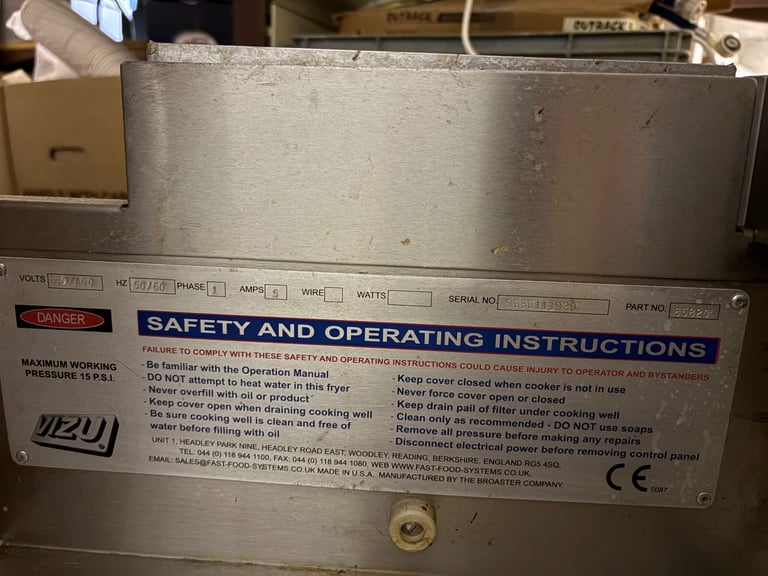 OUTBACK
VOLTS HZ 50/60 PHASE 1 AMPS 5 WIRE WATTS SERIAL NO. PART NO.
DANGER
SAFETY AND OPERATING INSTRUCTIONS
FAILURE TO COMPLY WITH THESE SAFETY AND OPERATING INSTRUCTIONS COULD CAUSE INJURY TO OPERATOR AND BYSTANDERS
MAXIMUM WORKING
PRESSURE 15 P.S.I.
- Be familiar with the Operation Manual
- DO NOT attempt to heat water in this fryer
- Never overfill with oil or product
- Keep cover open when draining cooking well
- Be sure cooking well is clean and free of
water before filling with oil
- Keep cover closed when cooker is not in use
- Never force cover open or closed
- Keep drain pail of filter under cooking well
- Clean only as recommended - DO NOT use soaps
- Remove all pressure before making any repairs
- Disconnect electrical power before removing control panel
VIZU
UNIT 1, HEADLEY PARK NINE, HEADLEY ROAD EAST, WOODLEY, READING, BERKSHIRE, ENGLAND RG5 4SQ.
TEL: 044 (0) 118 944 1100, FAX: 044 (0) 118 944 1080, WEB WWW.FAST-FOOD-SYSTEMS.CO.UK,
EMAIL: SALES@FAST-FOOD-SYSTEMS.CO.UK MADE IN U.S.A. MANUFACTURED BY THE BROASTER COMPANY.
CE 0087